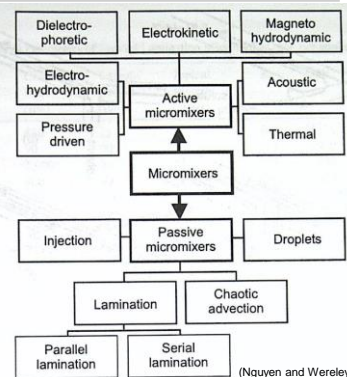 Dielectro-
phoretic
Electrokinetic
Magneto
hydrodynamic
Electro-
hydrodynamic
Active
micromixers
Acoustic
Pressure
driven
Thermal
Micromixers
Injection
Passive
micromixers
Droplets
Lamination
Chaotic
advection
Parallel
lamination
Serial
lamination
(Nguyen and Wereley